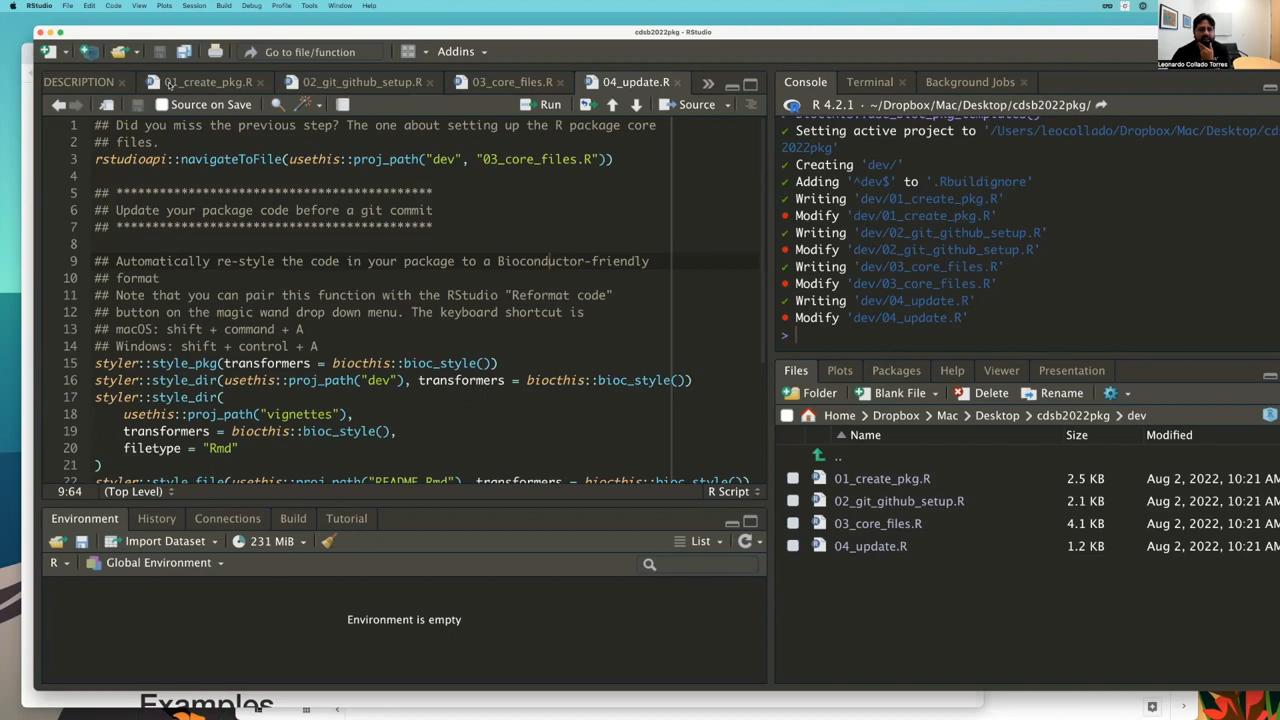 RStudio File Edit Code View Plots Session Build Debug Profile Tools Window Help
cdsb2022pkg - RStudio
Go to file/function Addins
DESCRIPTION 01_create_pkg.R 02_git_github_setup.R 03_core_files.R 04_update.R
Source on Save Run Source
1 ## Did you miss the previous step? The one about setting up the R package core
2 ## files.
3 rstudioapi::navigateToFile(usethis::proj_path("dev", "03_core_files.R"))
4
5 ## *******************************************
6 ## Update your package code before a git commit
7 ## *******************************************
8
9 ## Automatically re-style the code in your package to a Bioconductor-friendly
10 ## format
11 ## Note that you can pair this function with the RStudio "Reformat code"
12 ## button on the magic wand drop down menu. The keyboard shortcut is
13 ## macOS: shift + command + A
14 ## Windows: shift + control + A
15 styler::style_pkg(transformers = biocthis::bioc_style())
16 styler::style_dir(usethis::proj_path("dev"), transformers = biocthis::bioc_style())
17 styler::style_dir(
18 usethis::proj_path("vignettes"),
19 transformers = biocthis::bioc_style(),
20 filetype = "Rmd"
21 )
22 styler::style_file(usethis::proj_path("README.Rmd"), transformers = biocthis::bioc_style())
9:64 (Top Level) R Script
Environment History Connections Build Tutorial
Import Dataset 231 MiB List
R Global Environment
Environment is empty
Leonardo Collado Torres
Console Terminal Background Jobs
R 4.2.1 · ~/Dropbox/Mac/Desktop/cdsb2022pkg/
✓ Setting active project to '/Users/leocollado/Dropbox/Mac/Desktop/cds
2022pkg'
✓ Creating 'dev/'
✓ Adding '^dev$' to '.Rbuildignore'
✓ Writing 'dev/01_create_pkg.R'
• Modify 'dev/01_create_pkg.R'
✓ Writing 'dev/02_git_github_setup.R'
• Modify 'dev/02_git_github_setup.R'
✓ Writing 'dev/03_core_files.R'
• Modify 'dev/03_core_files.R'
✓ Writing 'dev/04_update.R'
• Modify 'dev/04_update.R'
>
Files Plots Packages Help Viewer Presentation
Folder Blank File Delete Rename
Home Dropbox Mac Desktop cdsb2022pkg dev
Name Size Modified
..
01_create_pkg.R 2.5 KB Aug 2, 2022, 10:21 AM
02_git_github_setup.R 2.1 KB Aug 2, 2022, 10:21 AM
03_core_files.R 4.1 KB Aug 2, 2022, 10:21 AM
04_update.R 1.2 KB Aug 2, 2022, 10:21 AM
Examples